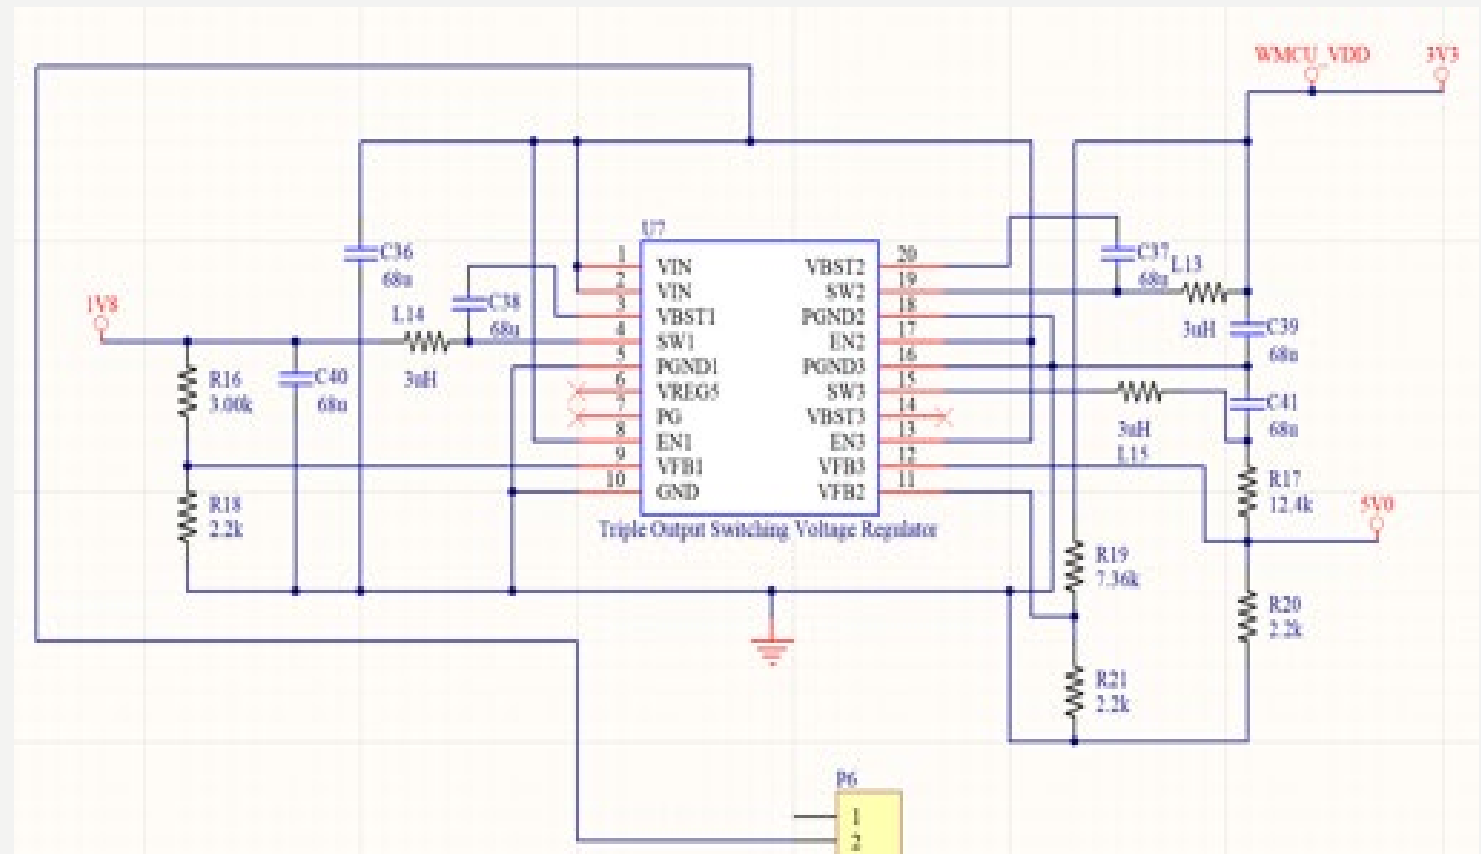 WMCU_VDD 3V3
U7
C36
68u
C38
68u
1V8
L14
3uH
R16
3.00k
C40
68u
R18
2.2k
1 VIN VBST2 20
2 VIN SW2 19
3 VBST1 PGND2 18
4 SW1 EN2 17
5 PGND1 PGND3 16
6 VREG5 SW3 15
7 PG VBST3 14
8 EN1 EN3 13
9 VFB1 VFB3 12
10 GND VFB2 11
Triple Output Switching Voltage Regulator
C37
68u
L13
3uH
C39
68u
C41
68u
3uH
L15
R17
12.4k
5V0
R19
7.36k
R20
2.2k
R21
2.2k
P6
1
2